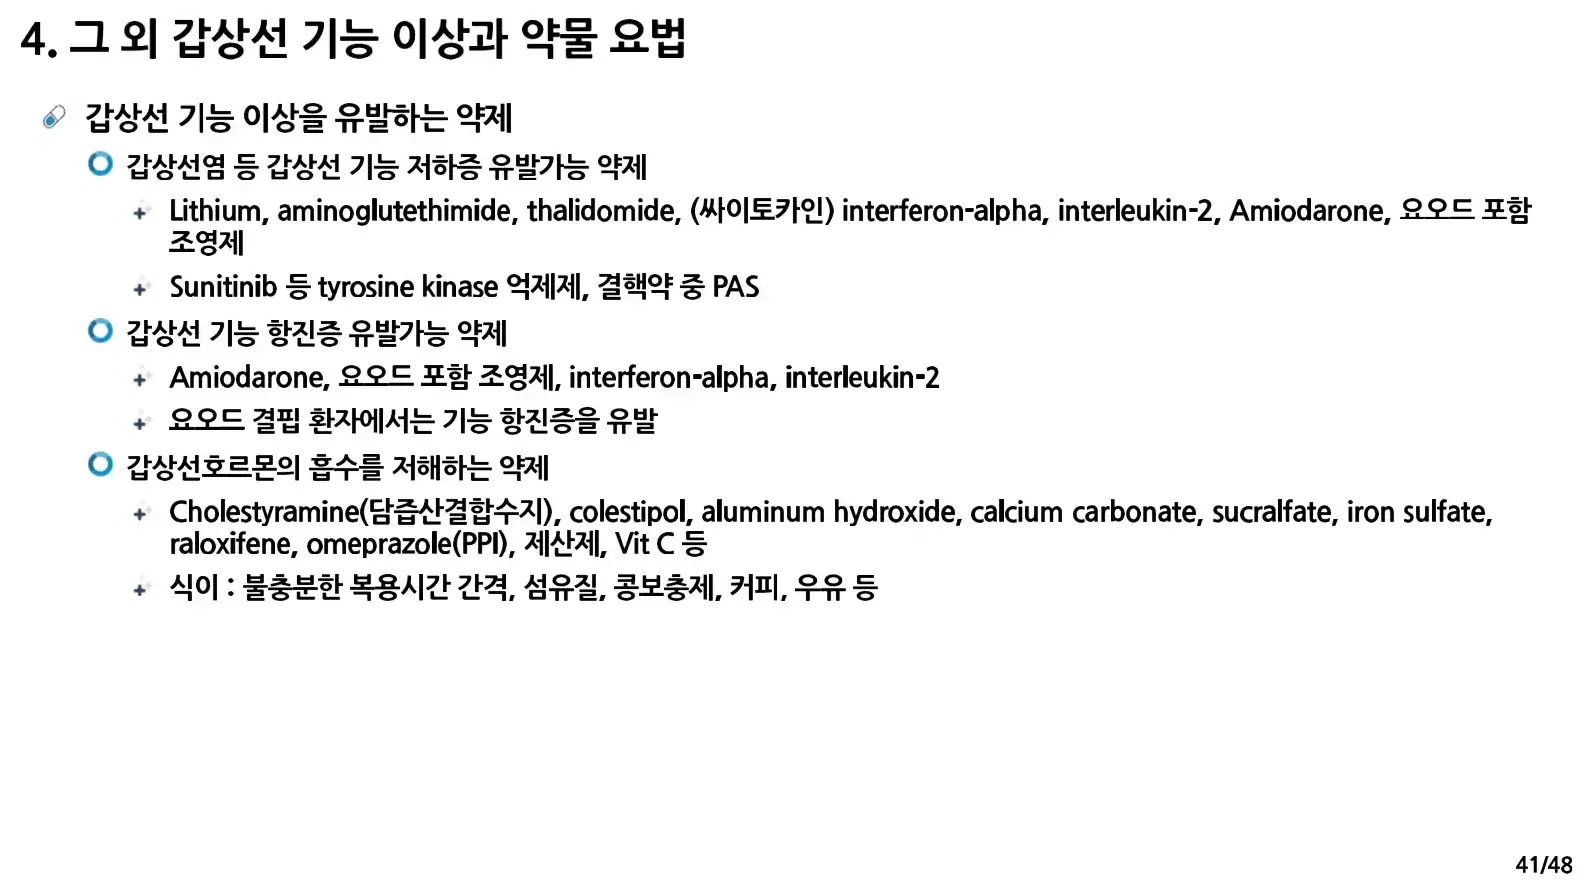 4. 그 외 갑상선 기능 이상과 약물 요법
갑상선 기능 이상을 유발하는 약제
갑상선염 등 갑상선 기능 저하증 유발가능 약제
Lithium, aminoglutethimide, thalidomide, (싸이토카인) interferon-alpha, interleukin-2, Amiodarone, 요오드 포함
조영제
Sunitinib 등 tyrosine kinase 억제제, 결핵약 중 PAS
갑상선 기능 항진증 유발가능 약제
Amiodarone, 요오드 포함 조영제, interferon-alpha, interleukin-2
요오드 결핍 환자에서는 기능 항진증을 유발
갑상선호르몬의 흡수를 저해하는 약제
Cholestyramine(담즙산결합수지), colestipol, aluminum hydroxide, calcium carbonate, sucralfate, iron sulfate,
raloxifene, omeprazole(PPI), 제산제, Vit C 등
식이 : 불충분한 복용시간 간격, 섬유질, 콩보충제, 커피, 우유 등
41/48